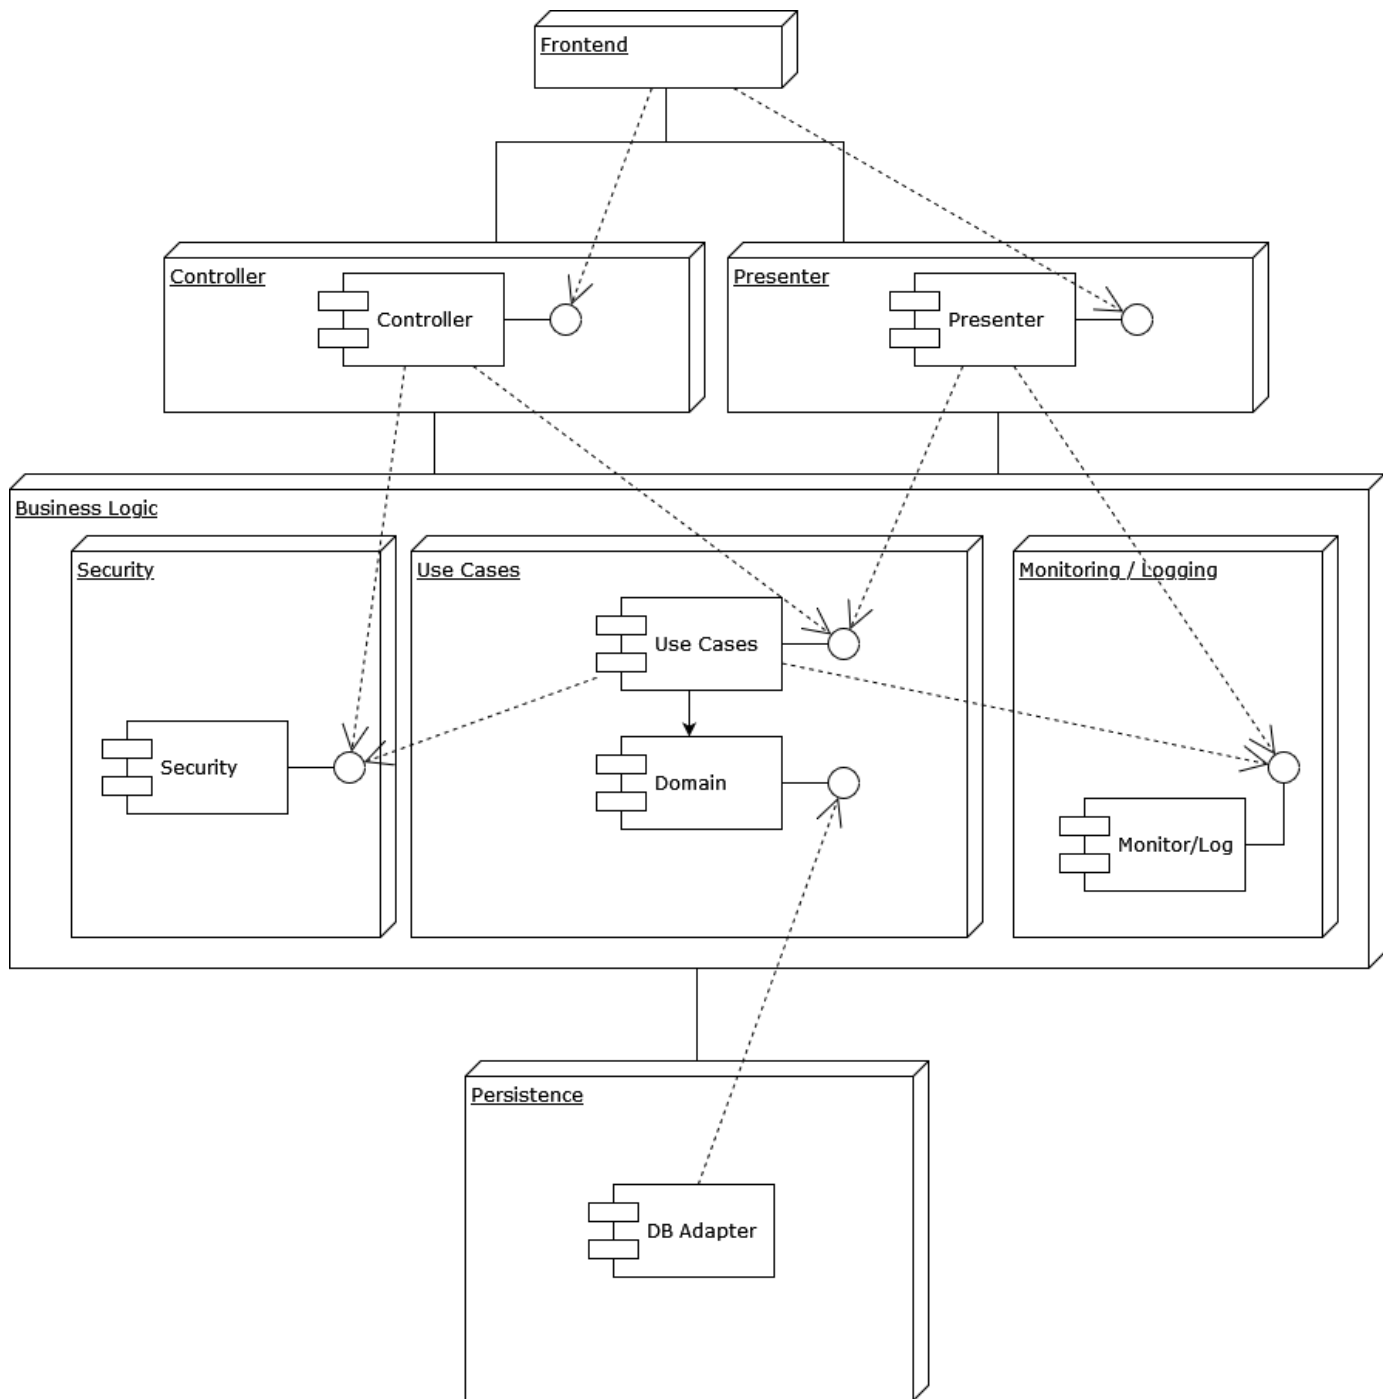 Frontend
Controller
Controller
Presenter
Presenter
Business Logic
Security
Security
Use Cases
Use Cases
Domain
Monitoring / Logging
Monitor/Log
Persistence
DB Adapter